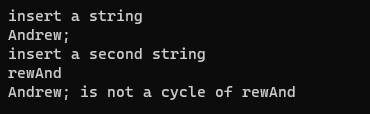 insert a string
Andrew;
insert a second string
rewAnd
Andrew; is not a cycle of rewAnd